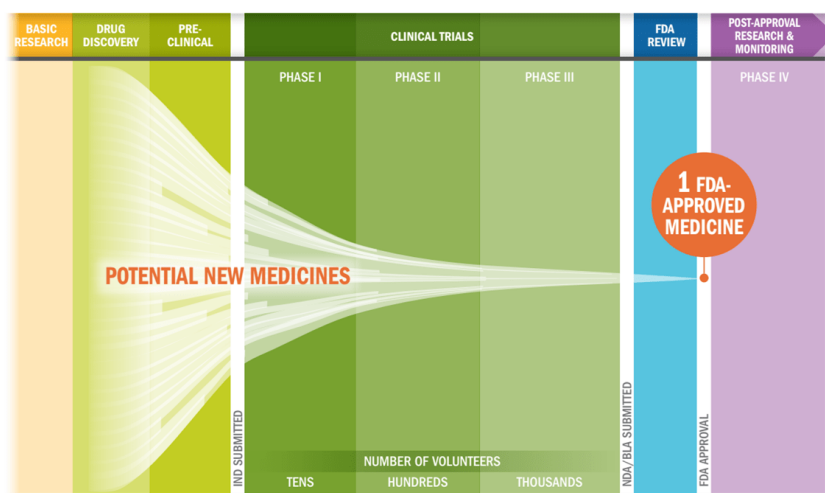 BASIC
RESEARCH
DRUG
DISCOVERY
PRE-
CLINICAL
CLINICAL TRIALS
FDA
REVIEW
POST-APPROVAL
RESEARCH &
MONITORING
PHASE I
PHASE II
PHASE III
PHASE IV
1 FDA-
APPROVED
MEDICINE
POTENTIAL NEW MEDICINES
IND SUBMITTED
NDA/BLA SUBMITTED
FDA APPROVAL
NUMBER OF VOLUNTEERS
TENS
HUNDREDS
THOUSANDS